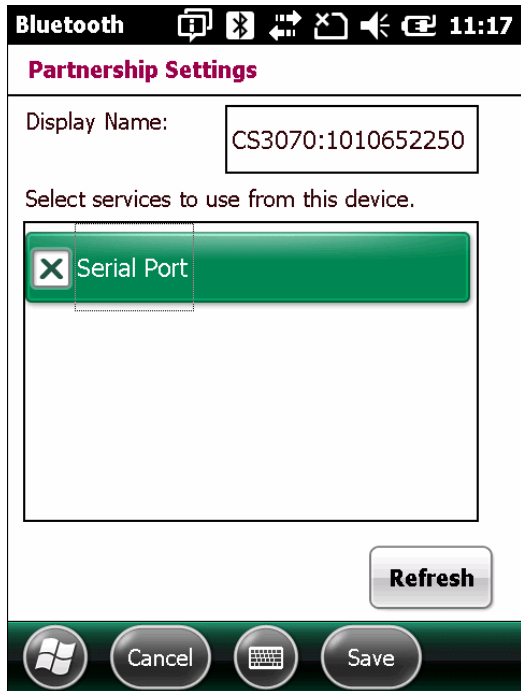 Bluetooth 11:17
Partnership Settings
Display Name:
CS3070:1010652250
Select services to use from this device.
Serial Port
Refresh
Cancel Save